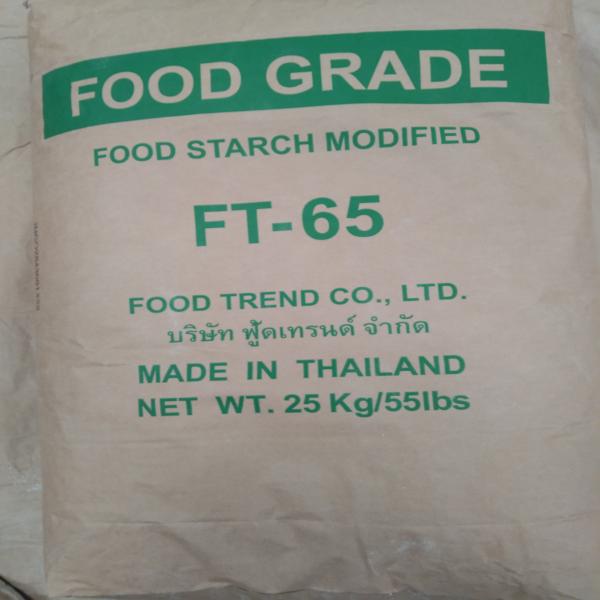 FOOD GRADE
FOOD STARCH MODIFIED
FT-65
FOOD TREND CO., LTD.
บริษัท ฟู้ดเทรนด์ จำกัด
MADE IN THAILAND
NET WT. 25 Kg/55lbs